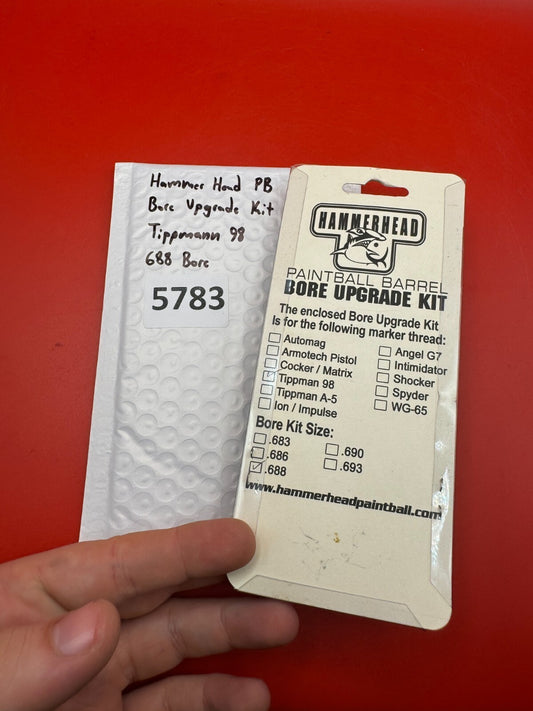 Hammer Head PB
Bore Upgrade Kit
Tippmann 98
688 Bore
5783
HAMMERHEAD
PAINTBALL BARREL
BORE UPGRADE KIT
The enclosed Bore Upgrade Kit
Is for the following marker thread:
Automag
Armotech Pistol
Cocker / Matrix
Tippman 98
Tippman A-5
Ion / Impulse
Angel G7
Intimidator
Shocker
Spyder
WG-65
Bore Kit Size:
.683
.686
.688
.690
.693
www.hammerheadpaintball.com